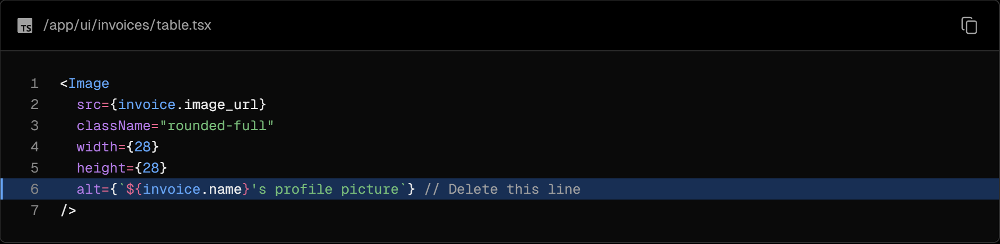 TS /app/ui/invoices/table.tsx
1 <Image
2   src={invoice.image_url}
3   className="rounded-full"
4   width={28}
5   height={28}
6   alt={`${invoice.name}'s profile picture`} // Delete this line
7 />